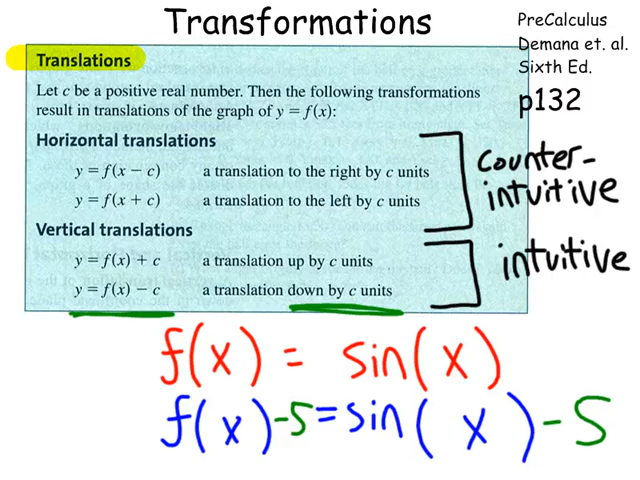 Transformations
PreCalculus
Demana et. al.
Sixth Ed.
p132
Translations
Let c be a positive real number. Then the following transformations
result in translations of the graph of y = f(x):
Horizontal translations
y = f(x − c) a translation to the right by c units
y = f(x + c) a translation to the left by c units
Counter-
intuitive
Vertical translations
y = f(x) + c a translation up by c units
y = f(x) − c a translation down by c units
intuitive
f(x) = sin(x)
f(x)-5=sin(x)-5